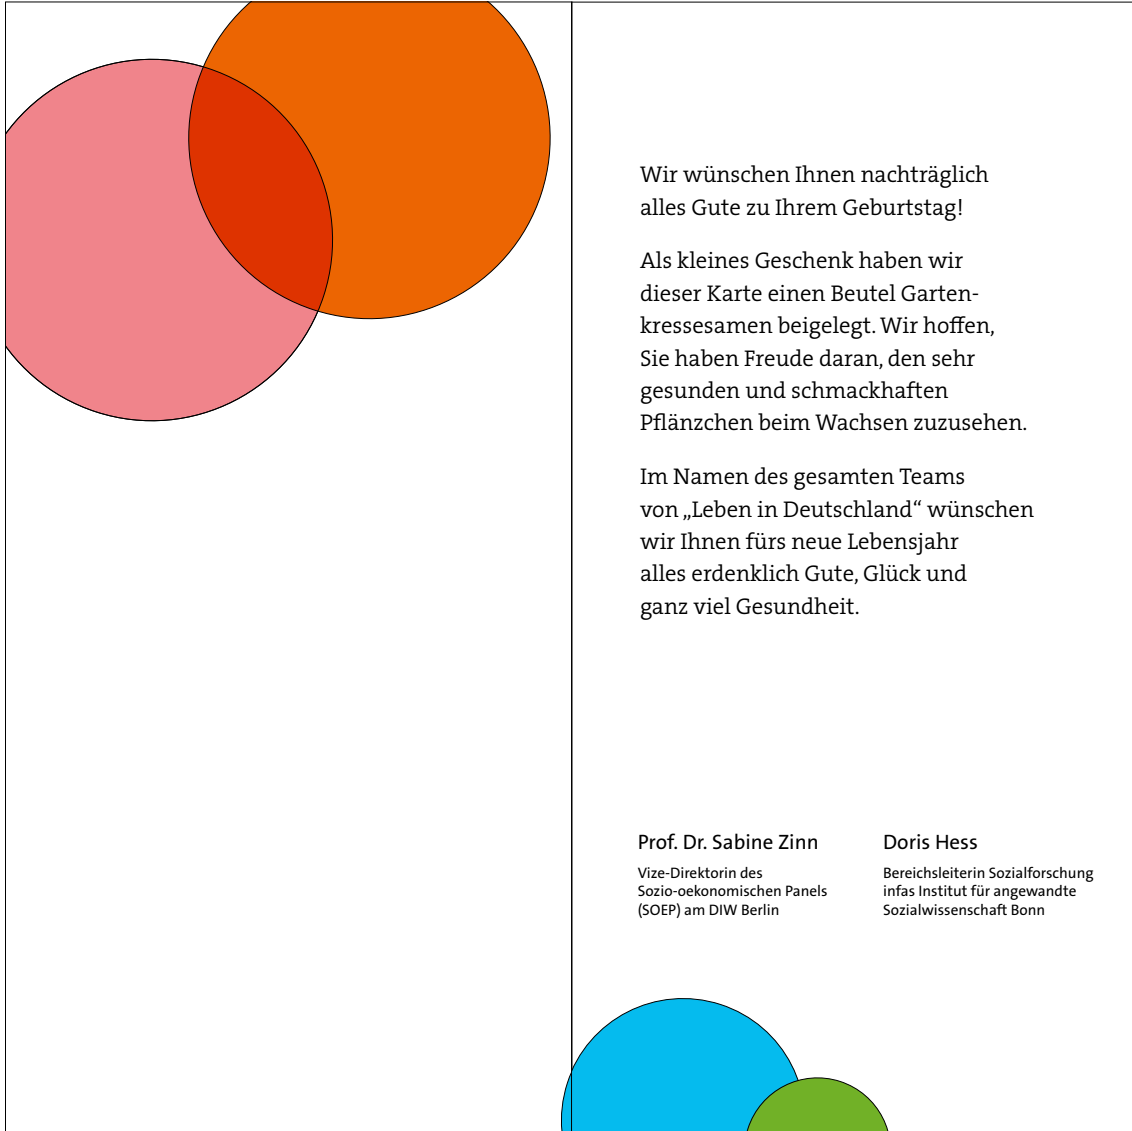 Wir wünschen Ihnen nachträglich
alles Gute zu Ihrem Geburtstag!
Als kleines Geschenk haben wir
dieser Karte einen Beutel Garten-
kressesamen beigelegt. Wir hoffen,
Sie haben Freude daran, den sehr
gesunden und schmackhaften
Pflänzchen beim Wachsen zuzusehen.
Im Namen des gesamten Teams
von „Leben in Deutschland“ wünschen
wir Ihnen fürs neue Lebensjahr
alles erdenklich Gute, Glück und
ganz viel Gesundheit.
Prof. Dr. Sabine Zinn
Vize-Direktorin des
Sozio-oekonomischen Panels
(SOEP) am DIW Berlin
Doris Hess
Bereichsleiterin Sozialforschung
infas Institut für angewandte
Sozialwissenschaft Bonn